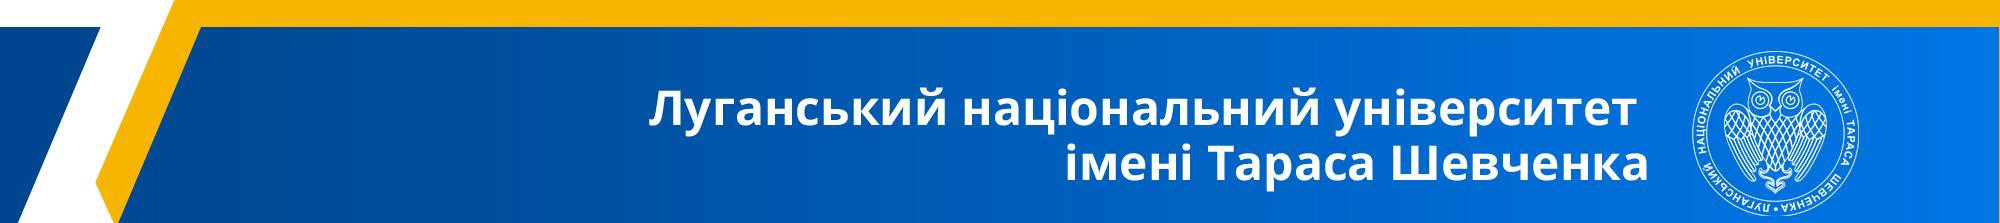 Луганський національний університет
імені Тараса Шевченка
ЛУГАНСЬКИЙ НАЦІОНАЛЬНИЙ УНІВЕРСИТЕТ імені ТАРАСА ШЕВЧЕНКА •